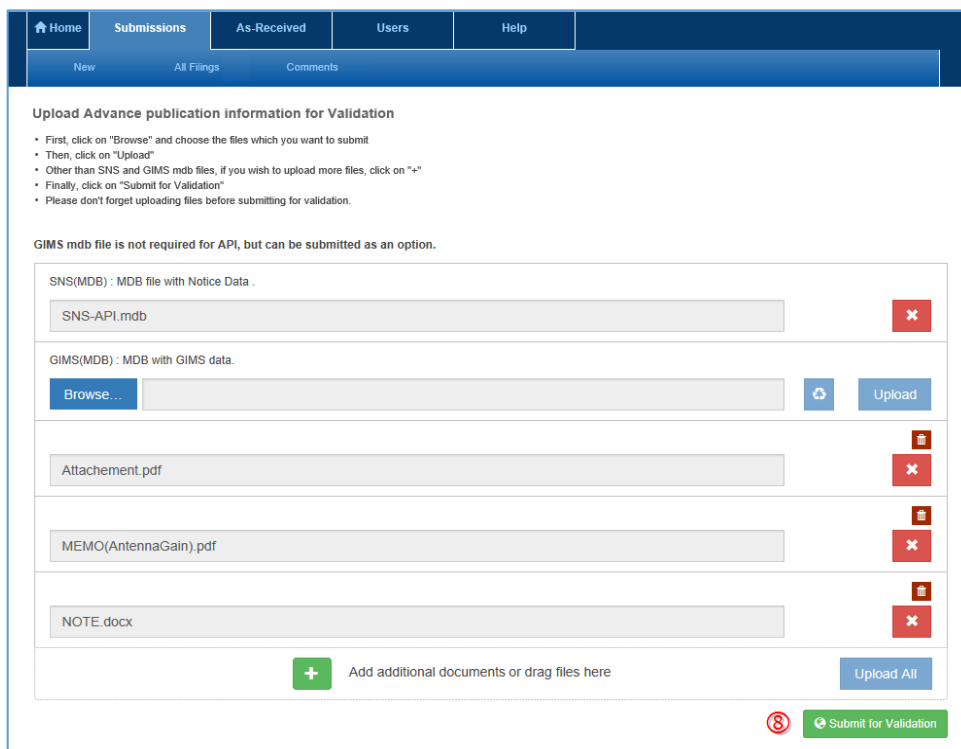 Home Submissions As-Received Users Help
New All Filings Comments
Upload Advance publication information for Validation
• First, click on "Browse" and choose the files which you want to submit
• Then, click on "Upload"
• Other than SNS and GIMS mdb files, if you wish to upload more files, click on "+"
• Finally, click on "Submit for Validation"
• Please don't forget uploading files before submitting for validation.
GIMS mdb file is not required for API, but can be submitted as an option.
SNS(MDB) : MDB file with Notice Data .
SNS-API.mdb
GIMS(MDB) : MDB with GIMS data.
Browse... Upload
Attachement.pdf
MEMO(AntennaGain).pdf
NOTE.docx
+ Add additional documents or drag files here Upload All
⑧ Submit for Validation